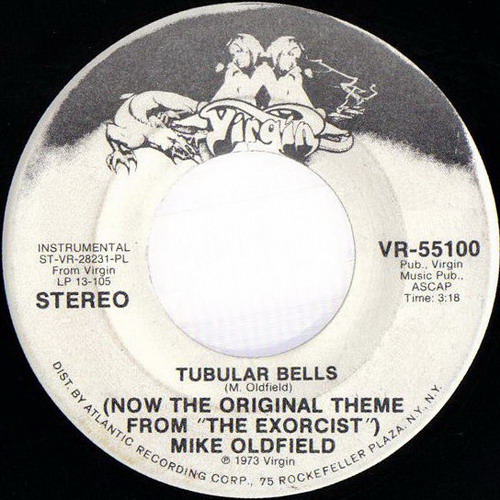 Virgin
INSTRUMENTAL
ST-VR-28231-PL
From Virgin
LP 13-105
STEREO
VR-55100
Pub., Virgin
Music Pub.,
ASCAP
Time: 3:18
TUBULAR BELLS
(M. Oldfield)
(NOW THE ORIGINAL THEME
FROM "THE EXORCIST")
MIKE OLDFIELD
℗ 1973 Virgin
DIST. BY ATLANTIC RECORDING CORP., 75 ROCKEFELLER PLAZA, N.Y., N.Y.